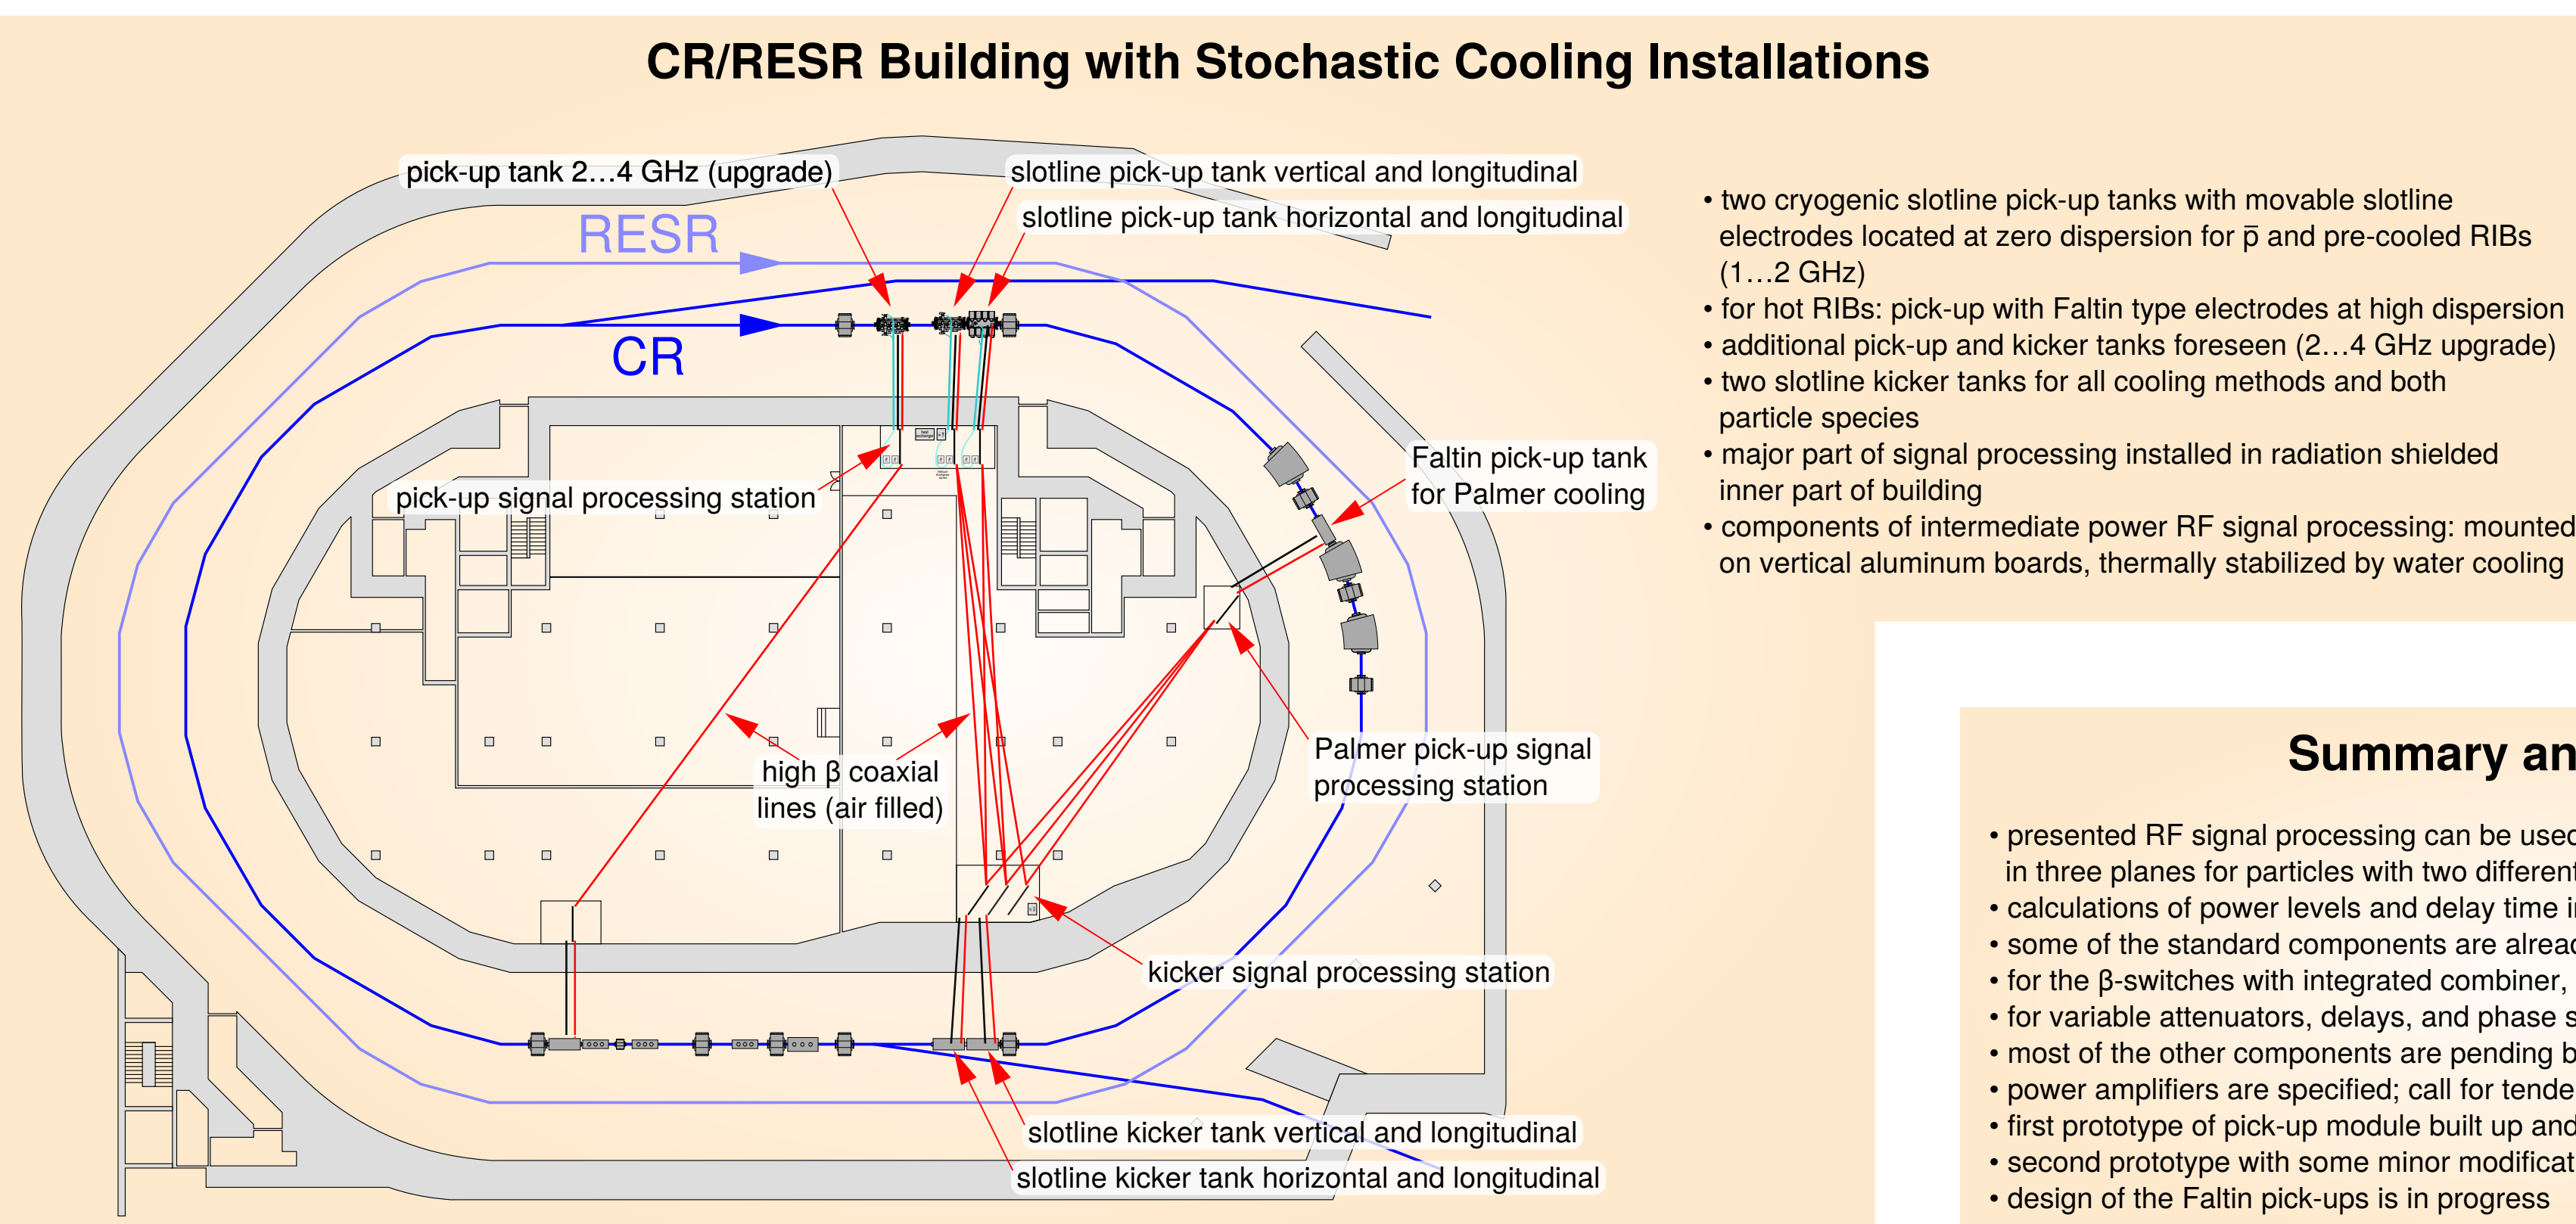 CR/RESR Building with Stochastic Cooling Installations
pick-up tank 2…4 GHz (upgrade)
slotline pick-up tank vertical and longitudinal
slotline pick-up tank horizontal and longitudinal
RESR
CR
pick-up signal processing station
Faltin pick-up tank
for Palmer cooling
high β coaxial
lines (air filled)
Palmer pick-up signal
processing station
kicker signal processing station
slotline kicker tank vertical and longitudinal
slotline kicker tank horizontal and longitudinal
• two cryogenic slotline pick-up tanks with movable slotline
electrodes located at zero dispersion for p̅ and pre-cooled RIBs
(1…2 GHz)
• for hot RIBs: pick-up with Faltin type electrodes at high dispersion
• additional pick-up and kicker tanks foreseen (2…4 GHz upgrade)
• two slotline kicker tanks for all cooling methods and both
particle species
• major part of signal processing installed in radiation shielded
inner part of building
• components of intermediate power RF signal processing: mounted
on vertical aluminum boards, thermally stabilized by water cooling
Summary an
• presented RF signal processing can be used
in three planes for particles with two different
• calculations of power levels and delay time i
• some of the standard components are alread
• for the β-switches with integrated combiner,
• for variable attenuators, delays, and phase s
• most of the other components are pending b
• power amplifiers are specified; call for tende
• first prototype of pick-up module built up and
• second prototype with some minor modificat
• design of the Faltin pick-ups is in progress